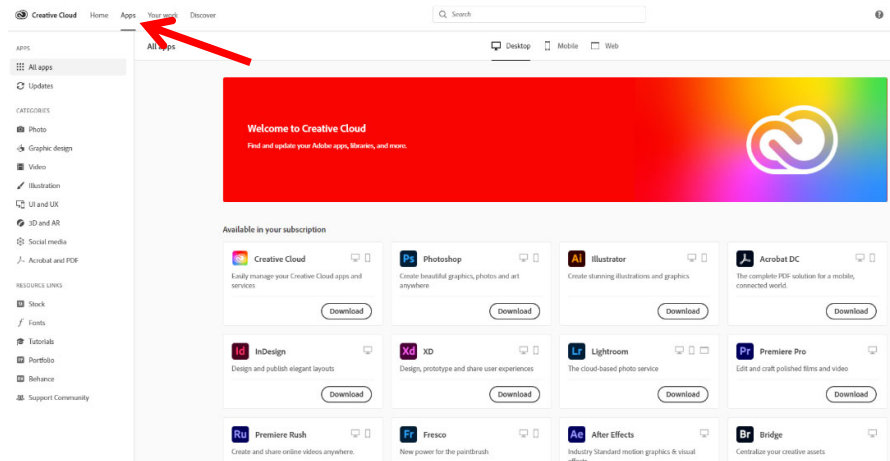 Creative Cloud Home Apps Your work Discover Search
APPS
All apps
Updates
CATEGORIES
Photo
Graphic design
Video
Illustration
UI and UX
3D and AR
Social media
Acrobat and PDF
RESOURCE LINKS
Stock
Fonts
Tutorials
Portfolio
Behance
Support Community
All apps Desktop Mobile Web
Welcome to Creative Cloud
Find and update your Adobe apps, libraries, and more.
Available in your subscription
Creative Cloud
Easily manage your Creative Cloud apps and
services
Download
Ps Photoshop
Create beautiful graphics, photos and art
anywhere
Download
Ai Illustrator
Create stunning illustrations and graphics
Download
Acrobat DC
The complete PDF solution for a mobile,
connected world.
Download
Id InDesign
Design and publish elegant layouts
Download
Xd XD
Design, prototype and share user experiences
Download
Lr Lightroom
The cloud-based photo service
Download
Pr Premiere Pro
Edit and craft polished films and video
Download
Ru Premiere Rush
Create and share online videos anywhere.
Fr Fresco
New power for the paintbrush
Ae After Effects
Industry Standard motion graphics & visual
effects
Br Bridge
Centralize your creative assets